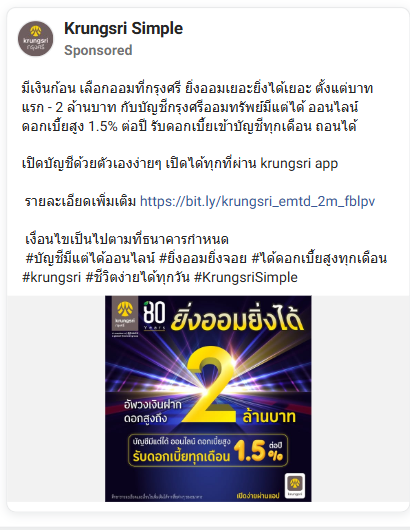 Krungsri Simple
Sponsored
มีเงินก้อน เลือกออมที่กรุงศรี ยิ่งออมเยอะยิ่งได้เยอะ ตั้งแต่บาท
แรก - 2 ล้านบาท กับบัญชีกรุงศรีออมทรัพย์มีแต่ได้ ออนไลน์
ดอกเบี้ยสูง 1.5% ต่อปี รับดอกเบี้ยเข้าบัญชีทุกเดือน ถอนได้
เปิดบัญชีด้วยตัวเองง่ายๆ เปิดได้ทุกที่ผ่าน krungsri app
รายละเอียดเพิ่มเติม https://bit.ly/krungsri_emtd_2m_fblpv
เงื่อนไขเป็นไปตามที่ธนาคารกำหนด
#บัญชีมีแต่ได้ออนไลน์ #ยิ่งออมยิ่งจอย #ได้ดอกเบี้ยสูงทุกเดือน
#krungsri #ชีวิตง่ายได้ทุกวัน #KrungsriSimple
krungsri
กรุงศรี
80
Years
ยิ่งออมยิ่งได้
อัพวงเงินฝาก
ดอกสูงถึง
2
ล้านบาท
บัญชีมีแต่ได้ ออนไลน์ ดอกเบี้ยสูง
รับดอกเบี้ยทุกเดือน
1.5% ต่อปี
เปิดง่ายผ่านแอป
krungsri